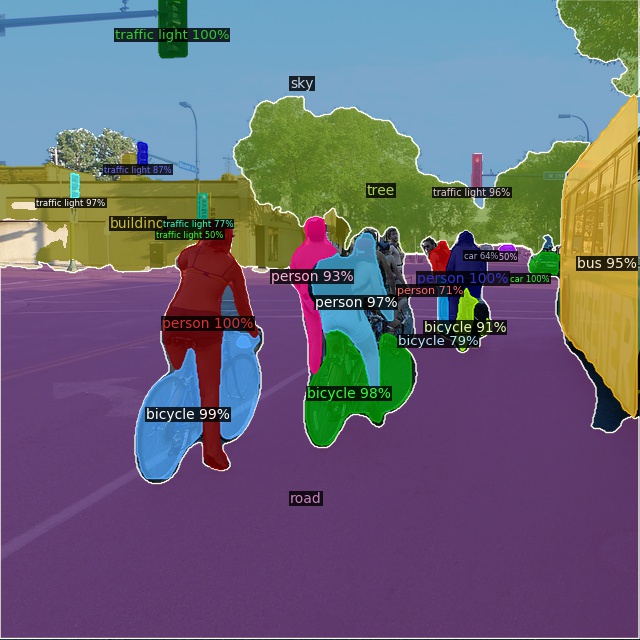 traffic light 100%
sky
traffic light 87%
tree
traffic light 96%
traffic light 97%
building
traffic light 77%
traffic light 50%
car 64%
50%
bus 95%
person 93%
person 100%
car 100%
person 71%
person 97%
person 100%
bicycle 91%
bicycle 79%
bicycle 98%
bicycle 99%
road